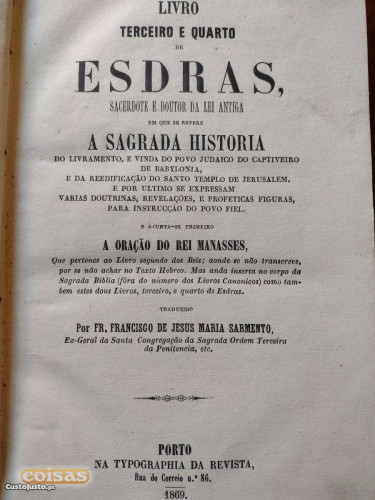 LIVRO
TERCEIRO E QUARTO
DE
ESDRAS,
SACERDOTE E DOUTOR DA LEI ANTIGA
EM QUE SE REFERE
A SAGRADA HISTORIA
DO LIVRAMENTO, E VINDA DO POVO JUDAICO DO CAPTIVEIRO
DE BABYLONIA,
E DA REEDIFICAÇÃO DO SANTO TEMPLO DE JERUSALEM,
E POR ULTIMO SE EXPRESSAM
VARIAS DOUTRINAS, REVELAÇÕES, E PROFETICAS FIGURAS,
PARA INSTRUCÇÃO DO POVO FIEL.
E AJUNTA-SE PRIMEIRO
A ORAÇÃO DO REI MANASSES,
Que pertence ao Livro segundo dos Reis; aonde se não transcreve,
por se não achar no Texto Hebreo. Mas anda inserta no corpo da
Sagrada Biblia (fóra do número dos Livros Canonicos) como tam-
bem estes dous Livros, terceiro, e quarto de Esdras.
TRADUZIDO
Por FR. FRANCISCO DE JESUS MARIA SARMENTO,
Ex-Geral da Santa Congregação da Sagrada Ordem Terceira
da Penitencia, etc.
PORTO
NA TYPOGRAPHIA DA REVISTA,
Rua do Correio n.º 86.
1869.
coisas
CustoJusto.pt